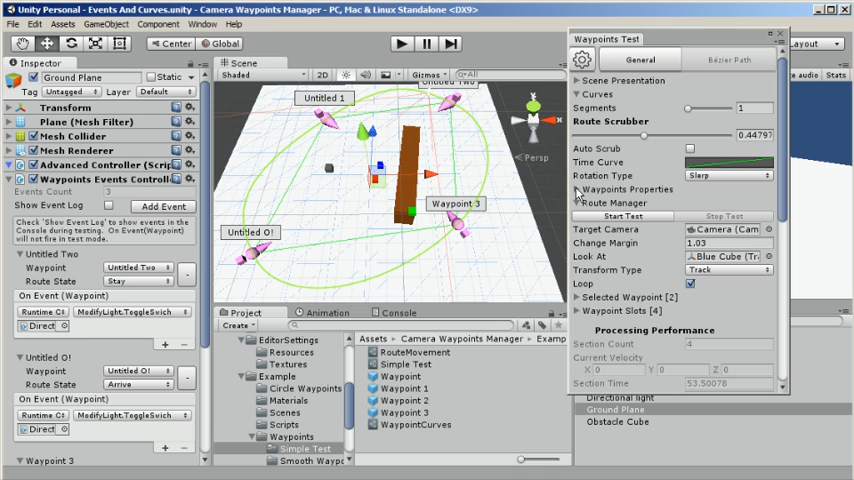 Unity Personal - Events And Curves.unity - Camera Waypoints Manager - PC, Mac & Linux Standalone <DX9>
File Edit Assets GameObject Component Window Help
Center Global
Layout
Inspector
Ground Plane
Static
Tag Untagged Layer Default
Transform
Plane (Mesh Filter)
Mesh Collider
Mesh Renderer
Advanced Controller (Scrip
Waypoints Events Controll
Events Count 3
Show Event Log Add Event
Check 'Show Event Log' to show events in the
Console during testing. On Event(Waypoint)
will not fire in test mode.
Untitled Two
Waypoint Untitled Two
Route State Stay
-
On Event (Waypoint)
Runtime C ModifyLight.ToggleSwich
Direct
+ -
Untitled O!
Waypoint Untitled O!
Route State Arrive
-
On Event (Waypoint)
Runtime C ModifyLight.ToggleSwich
Direct
+ -
Waypoint 3
Scene
Shaded 2D Gizmos All
Untitled 1
Untitled Two
Waypoint 3
Untitled O!
y
x
Persp
Project Animation Console
Create
EditorSettings
Resources
Textures
Example
Circle Waypoints
Materials
Scenes
Scripts
Waypoints
Simple Test
Smooth Waypo
Assets Camera Waypoints Manager Examp
RouteMovement
Simple Test
Waypoint
Waypoint 1
Waypoint 2
Waypoint 3
WaypointCurves
Waypoints Test
General Bézier Path
Scene Presentation
Curves
Segments 1
Route Scrubber
0.44797
Auto Scrub
Time Curve
Rotation Type Slerp
Waypoints Properties
Route Manager
Start Test Stop Test
Target Camera Camera (Cam
Change Margin 1.03
Look At Blue Cube (Tr
Transform Type Track
Loop
Selected Waypoint [2]
Waypoint Slots [4]
Processing Performance
Section Count 4
Current Velocity
X 0 Y 0 Z 0
Section Time 53.50078
e audio Stats
Directional light
Ground Plane
Obstacle Cube